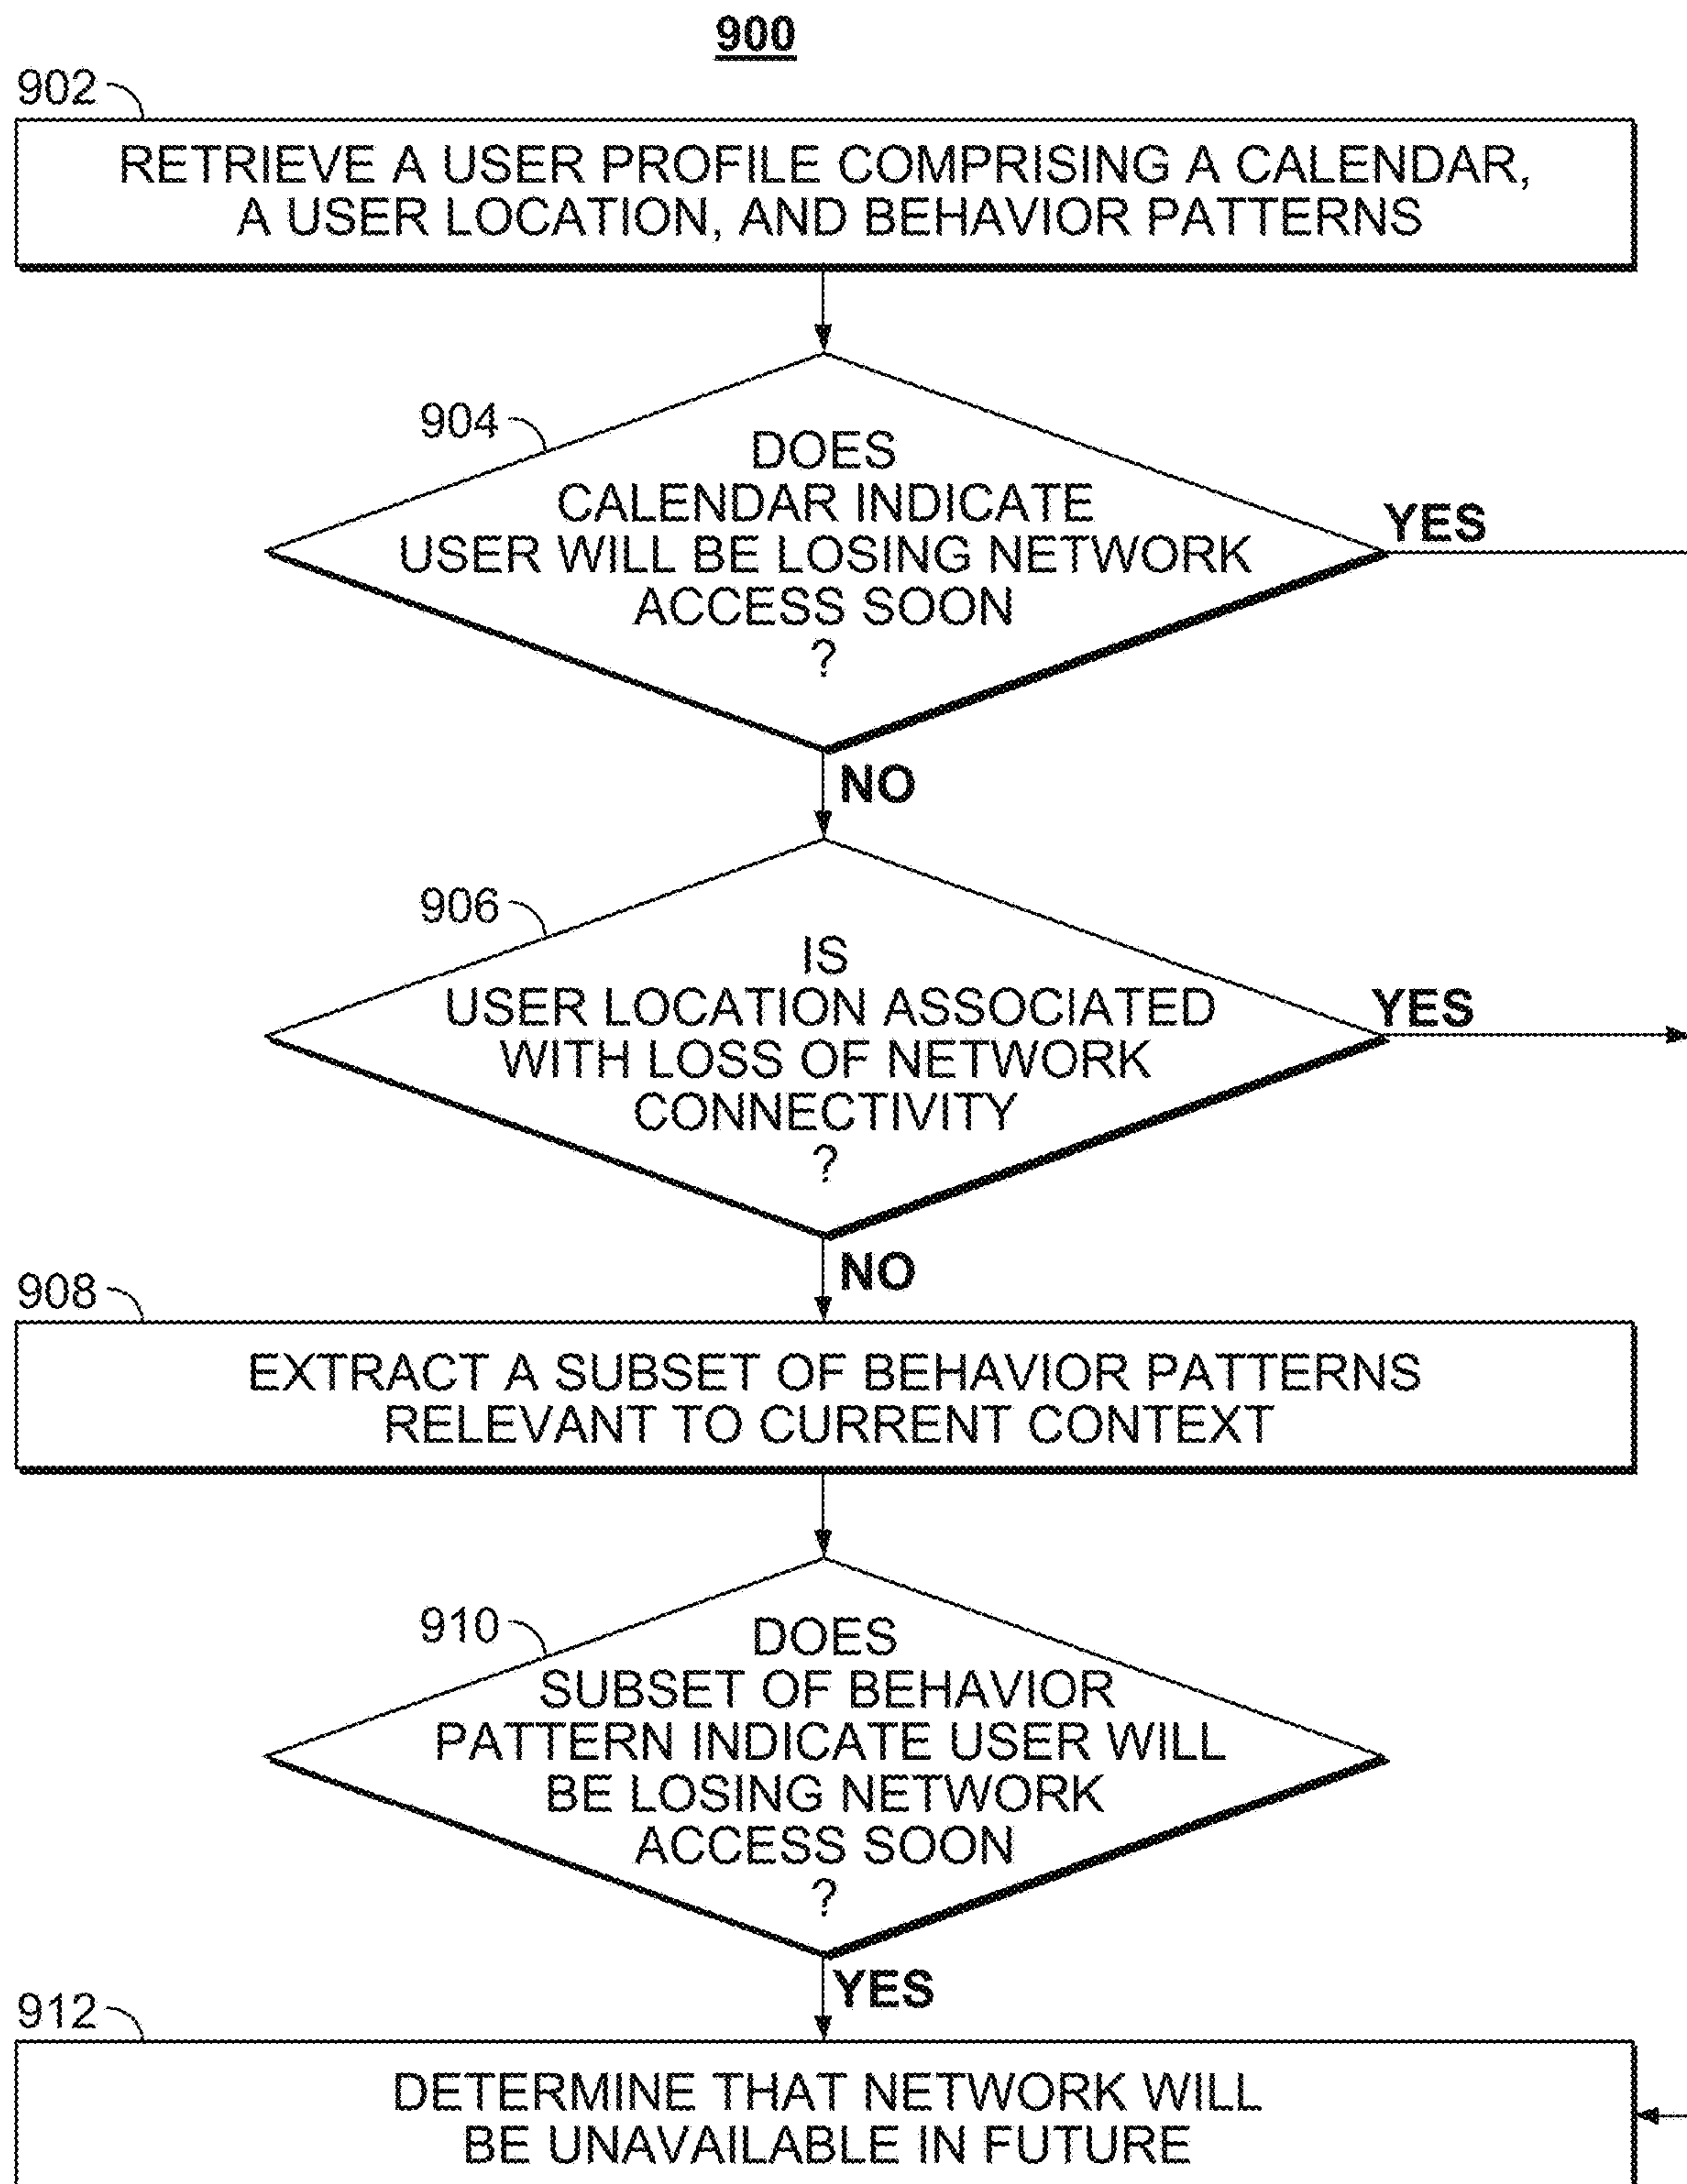 900
902
RETRIEVE A USER PROFILE COMPRISING A CALENDAR,
A USER LOCATION, AND BEHAVIOR PATTERNS
904
DOES
CALENDAR INDICATE
USER WILL BE LOSING NETWORK
ACCESS SOON
?
YES
NO
906
IS
USER LOCATION ASSOCIATED
WITH LOSS OF NETWORK
CONNECTIVITY
?
YES
NO
908
EXTRACT A SUBSET OF BEHAVIOR PATTERNS
RELEVANT TO CURRENT CONTEXT
910
DOES
SUBSET OF BEHAVIOR
PATTERN INDICATE USER WILL
BE LOSING NETWORK
ACCESS SOON
?
YES
912
DETERMINE THAT NETWORK WILL
BE UNAVAILABLE IN FUTURE